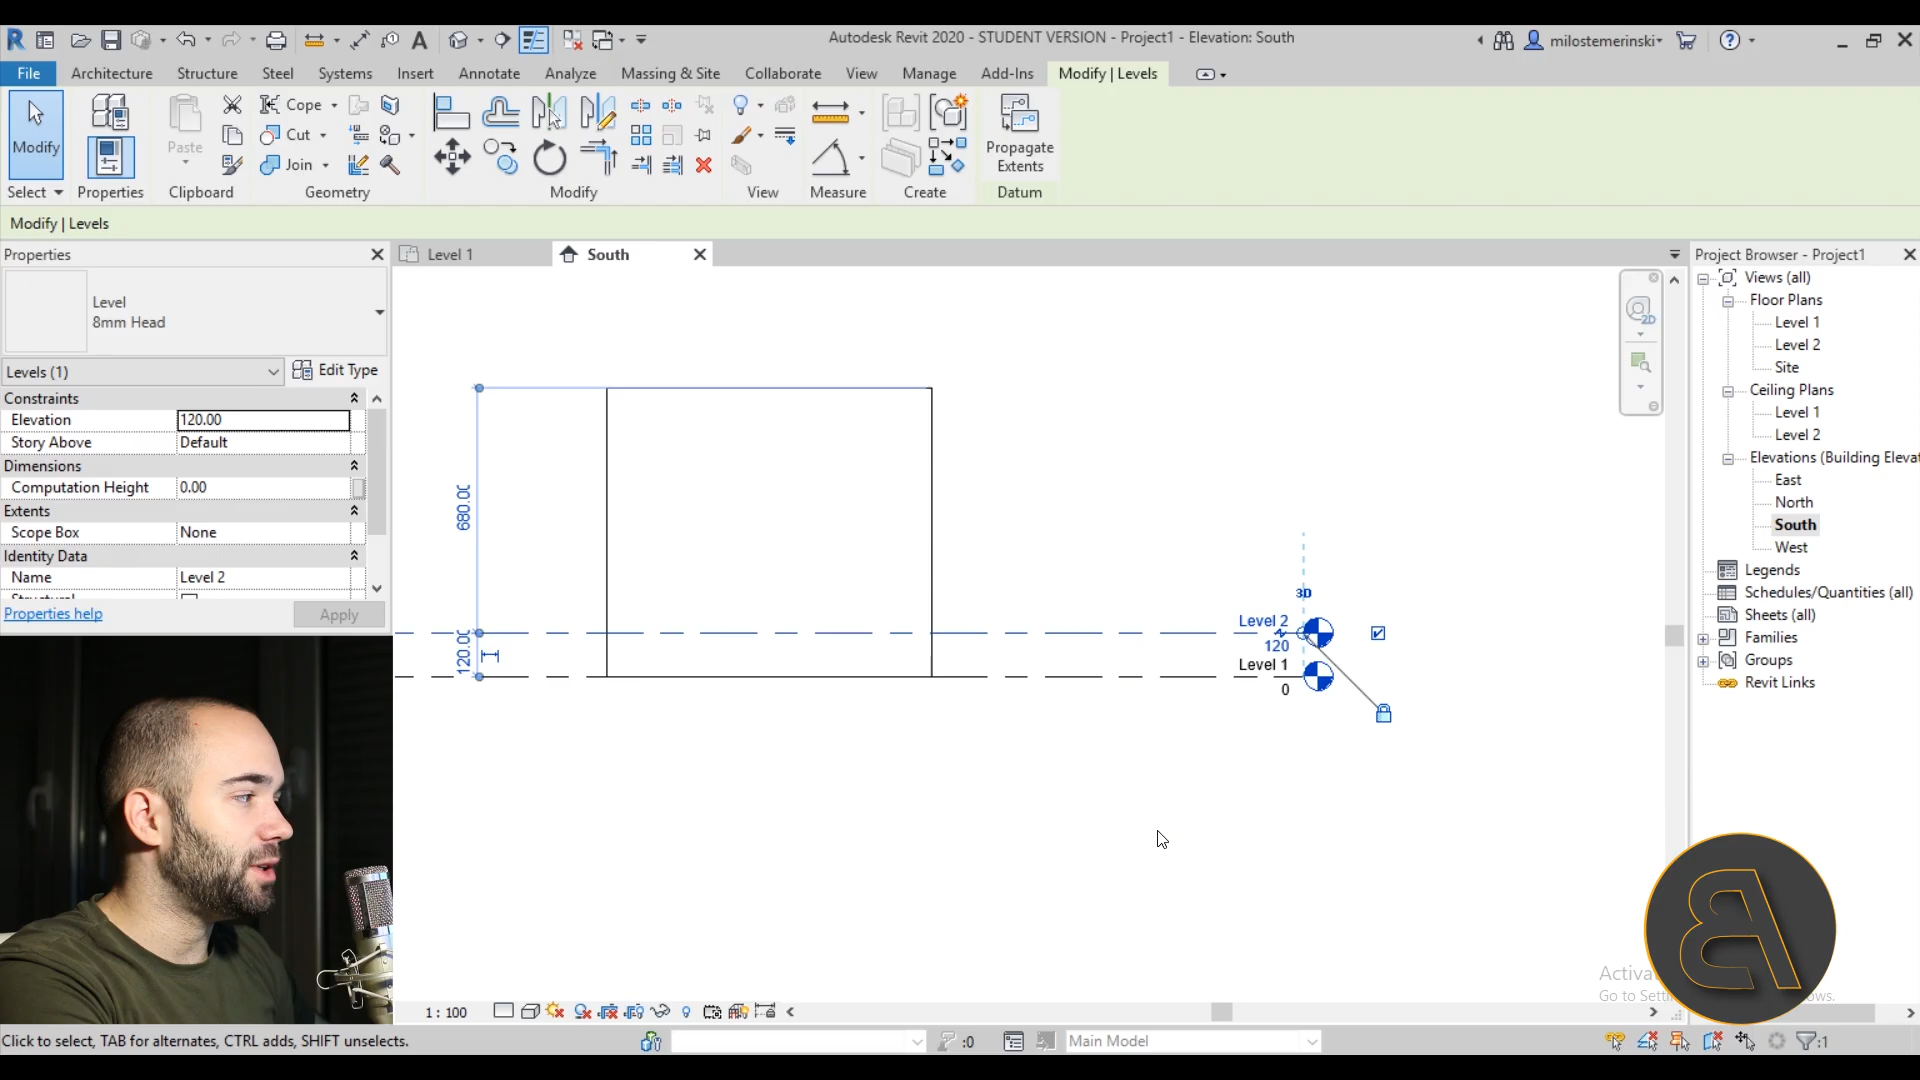 Autodesk Revit 2020 - STUDENT VERSION - Project1 - Elevation: South
milostemerinski
File Architecture Structure Steel Systems Insert Annotate Analyze Massing & Site Collaborate View Manage Add-Ins Modify | Levels
Modify
Paste
Cope
Cut
Join
Propagate
Extents
Select Properties Clipboard Geometry Modify View Measure Create Datum
Modify | Levels
Properties
Level 1
South
Project Browser - Project1
Level
8mm Head
Levels (1)
Edit Type
Constraints
Elevation 120.00
Story Above Default
Dimensions
Computation Height 0.00
Extents
Scope Box None
Identity Data
Name Level 2
Properties help
Apply
680.00
120.00
2D
3D
Level 2
120
Level 1
0
Views (all)
Floor Plans
Level 1
Level 2
Site
Ceiling Plans
Level 1
Level 2
Elevations (Building Elevat
East
North
South
West
Legends
Schedules/Quantities (all)
Sheets (all)
Families
Groups
Revit Links
Activa
Go to Setti
ows.
1 : 100
Click to select, TAB for alternates, CTRL adds, SHIFT unselects.
:0
Main Model
:1